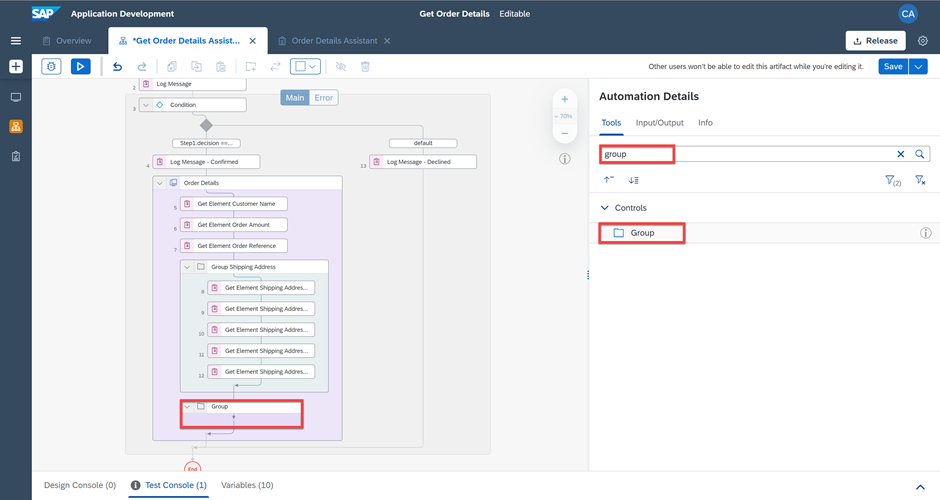 SAP Application Development
Get Order Details Editable
CA
Overview
*Get Order Details Assist...
Order Details Assistant
Release
Other users won't be able to edit this artifact while you're editing it.
Save
2 Log Message
Main Error
3 Condition
Step1.decision ==...
default
4 Log Message - Confirmed
13 Log Message - Declined
Order Details
5 Get Element Customer Name
6 Get Element Order Amount
7 Get Element Order Reference
Group Shipping Address
8 Get Element Shipping Addres...
9 Get Element Shipping Addres...
10 Get Element Shipping Addres...
11 Get Element Shipping Addres...
12 Get Element Shipping Addres...
Group
End
70%
Automation Details
Tools Input/Output Info
group
(2)
Controls
Group
Design Console (0) Test Console (1) Variables (10)